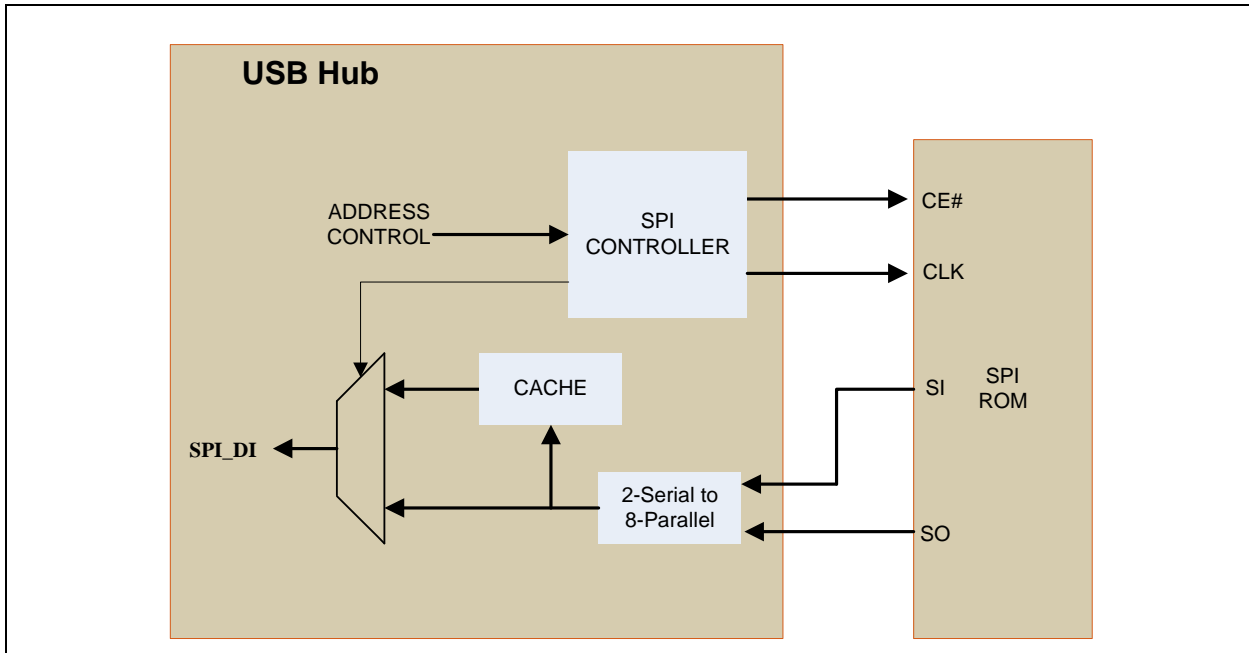 USB Hub
ADDRESS
CONTROL
SPI
CONTROLLER
CE#
CLK
CACHE
SI
SPI
ROM
SPI_DI
2-Serial to
8-Parallel
SO